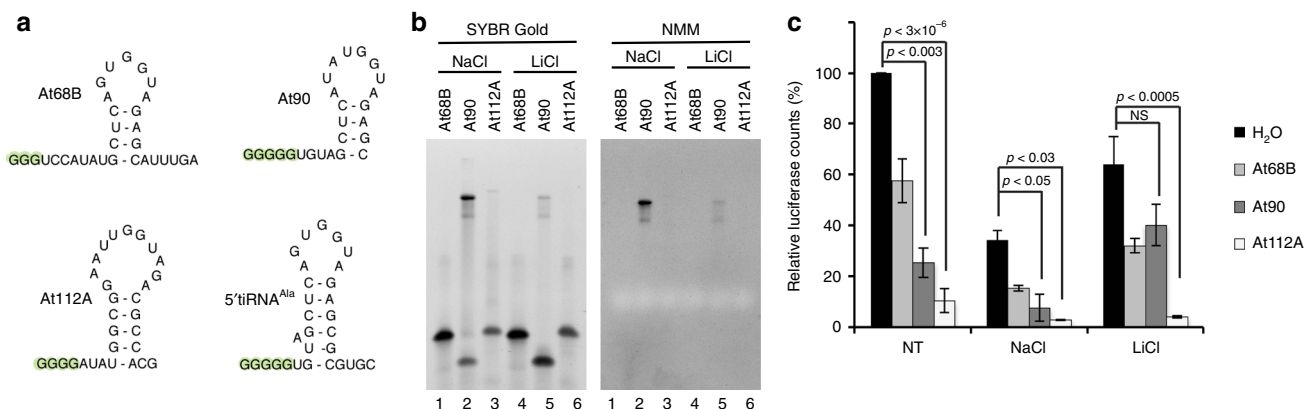 a
At68B
GGGUCCAUAUG - CAUUUGA
At90
GGGGGUGUAG - C
At112A
GGGGAUAU - ACG
5′tiRNAAla
GGGGGUG - CGUGC
b
SYBR Gold
NMM
NaCl
LiCl
NaCl
LiCl
At68B
At90
At112A
At68B
At90
At112A
At68B
At90
At112A
At68B
At90
At112A
1 2 3 4 5 6
1 2 3 4 5 6
c
Relative luciferase counts (%)
100
80
60
40
20
0
p < 3×10−6
p < 0.003
p < 0.03
p < 0.05
p < 0.0005
NS
NT
NaCl
LiCl
H2O
At68B
At90
At112A